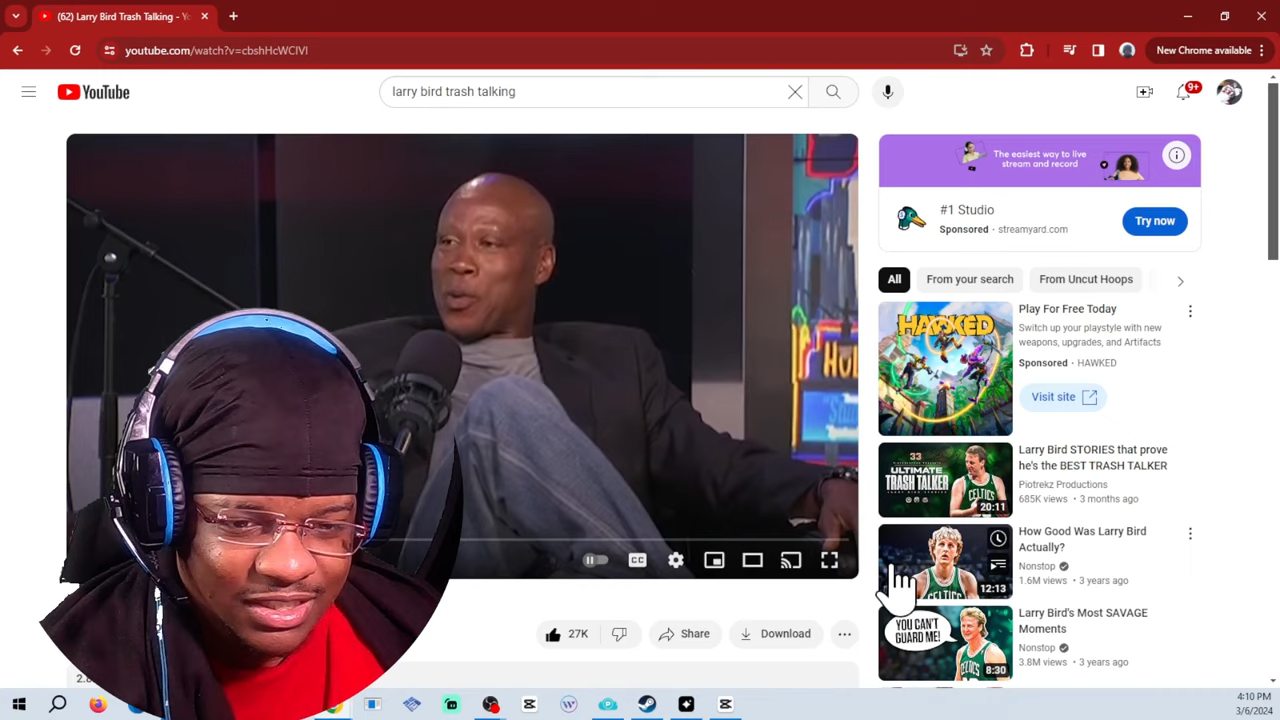 (62) Larry Bird Trash Talking - Yo
youtube.com/watch?v=cbshHcWCIVI
New Chrome available
YouTube
larry bird trash talking
9+
The easiest way to live
stream and record
#1 Studio
Sponsored · streamyard.com
Try now
All
From your search
From Uncut Hoops
HAWKED
Play For Free Today
Switch up your playstyle with new
weapons, upgrades, and Artifacts
Sponsored · HAWKED
Visit site
33
ULTIMATE
TRASH TALKER
20:11
Larry Bird STORIES that prove
he's the BEST TRASH TALKER
Piotrekz Productions
685K views · 3 months ago
CELTICS
12:13
How Good Was Larry Bird
Actually?
Nonstop
1.6M views · 3 years ago
YOU CAN'T
GUARD ME!
8:30
Larry Bird's Most SAVAGE
Moments
Nonstop
3.8M views · 3 years ago
CC
27K
Share
Download
4:10 PM
3/6/2024